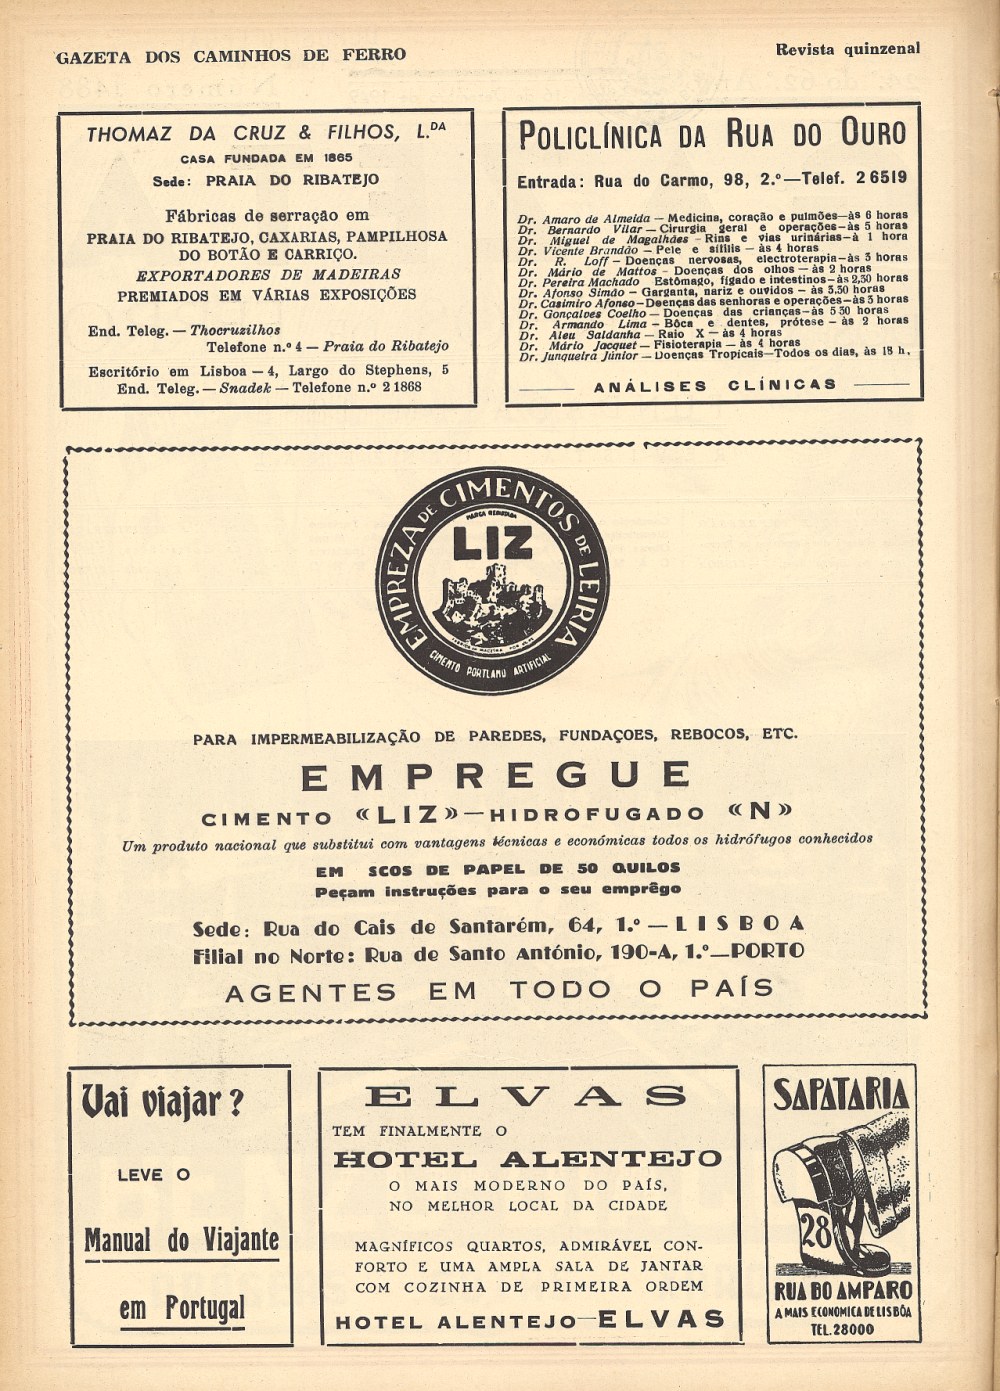 GAZETA DOS CAMINHOS DE FERRO
Revista quinzenal
THOMAZ DA CRUZ & FILHOS, L.DA
CASA FUNDADA EM 1865
Sede: PRAIA DO RIBATEJO
Fábricas de serração em
PRAIA DO RIBATEJO, CAXARIAS, PAMPILHOSA
DO BOTÃO E CARRIÇO.
EXPORTADORES DE MADEIRAS
PREMIADOS EM VÁRIAS EXPOSIÇÕES
End. Teleg. — Thocruzilhos
Telefone n.º 4 — Praia do Ribatejo
Escritório em Lisboa — 4, Largo do Stephens, 5
End. Teleg. — Snadek — Telefone n.º 2 1868
POLICLÍNICA DA RUA DO OURO
Entrada: Rua do Carmo, 98, 2.º — Telef. 2 6519
Dr. Amaro de Almeida — Medicina, coração e pulmões — às 6 horas
Dr. Bernardo Vilar — Cirurgia geral e operações — às 5 horas
Dr. Miguel de Magalhães - Rins e vias urinárias — à 1 hora
Dr. Vicente Brandão — Pele e sífilis — às 4 horas
Dr. R. Loff — Doenças nervosas, electroterapia — às 3 horas
Dr. Mário de Mattos - Doenças dos olhos — às 2 horas
Dr. Pereira Machado Estômago, fígado e intestinos — às 2,30 horas
Dr. Afonso Simão — Garganta, nariz e ouvidos — às 3,30 horas
Dr. Casimiro Afonso — Doenças das senhoras e operações — às 3 horas
Dr. Gonçalves Coelho — Doenças das crianças — às 5 30 horas
Dr. Armando Lima — Bôca e dentes, prótese — às 2 horas
Dr. Aleu Saldanha — Raio X — às 4 horas
Dr. Mário Jacquet — Fisioterapia — às 4 horas
Dr. Junqueira Júnior — Doenças Tropicais — Todos os dias, às 18 h.
ANÁLISES CLÍNICAS
EMPREZA DE CIMENTOS DE LEIRIA
MARCA REGISTADA
LIZ
CIMENTO PORTLAND ARTIFICIAL
PARA IMPERMEABILIZAÇÃO DE PAREDES, FUNDAÇOES, REBOCOS, ETC.
EMPREGUE
CIMENTO «LIZ» — HIDROFUGADO «N»
Um produto nacional que substitui com vantagens técnicas e económicas todos os hidrófugos conhecidos
EM SCOS DE PAPEL DE 50 QUILOS
Peçam instruções para o seu emprêgo
Sede: Rua do Cais de Santarém, 64, 1.º — LISBOA
Filial no Norte: Rua de Santo António, 190-A, 1.º — PORTO
AGENTES EM TODO O PAÍS
Vai viajar?
LEVE O
Manual do Viajante
em Portugal
ELVAS
TEM FINALMENTE O
HOTEL ALENTEJO
O MAIS MODERNO DO PAÍS,
NO MELHOR LOCAL DA CIDADE
MAGNÍFICOS QUARTOS, ADMIRÁVEL CON-
FORTO E UMA AMPLA SALA DE JANTAR
COM COZINHA DE PRIMEIRA ORDEM
HOTEL ALENTEJO — ELVAS
SAPATARIA
28
RUA DO AMPARO
A MAIS ECONOMICA DE LISBÔA
TEL. 28000